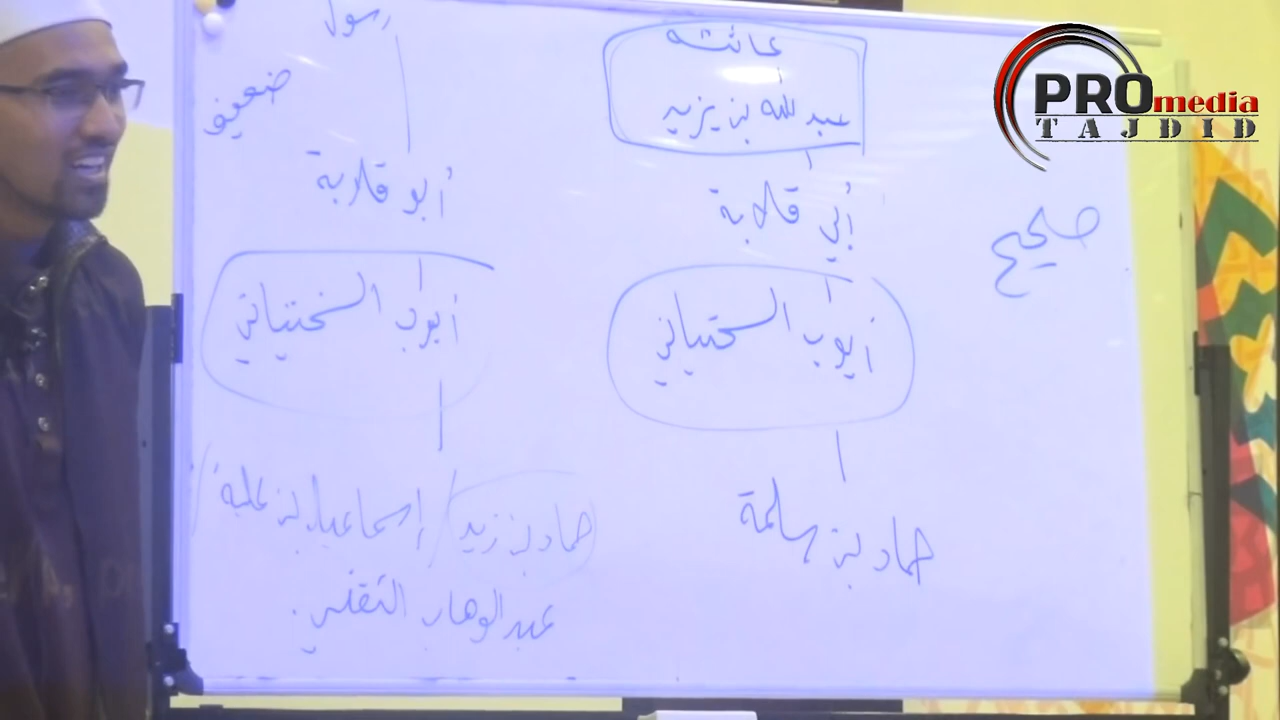 عائشة
عبد الله بن يزيد
أبي قلابة
أيوب السختياني
حماد بن سلمة
صحيح
رسول
ضعيف
أبو قلابة
أيوب السختياني
حماد بن زيد / إسماعيل بن علية
عبد الوهاب الثقفي.
PROmedia
TAJDID